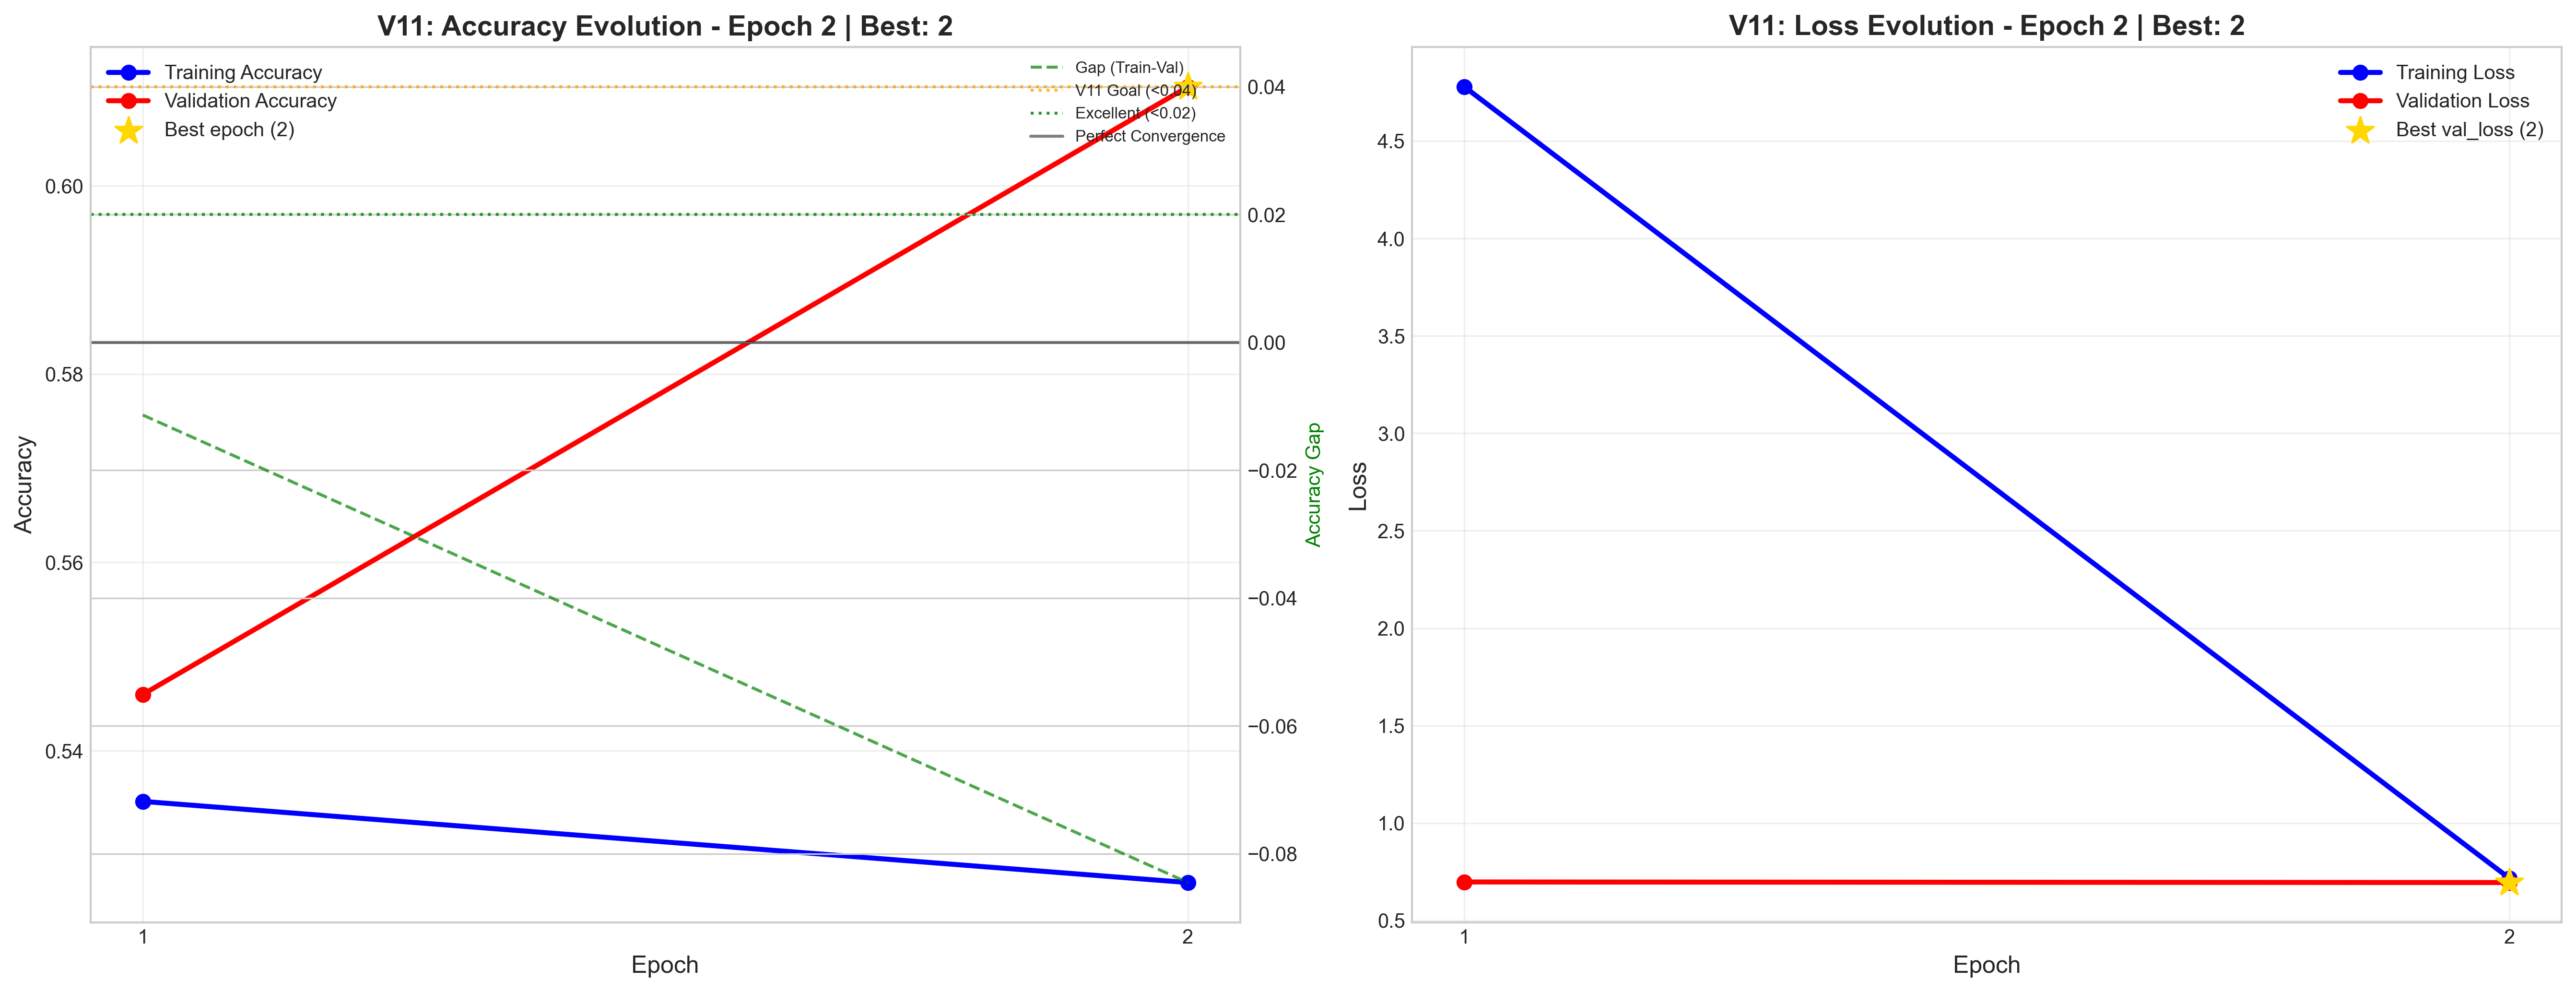 V11: Accuracy Evolution - Epoch 2 | Best: 2
Training Accuracy
Validation Accuracy
Best epoch (2)
Gap (Train-Val)
V11 Goal (<0.04)
Excellent (<0.02)
Perfect Convergence
0.60
0.58
0.56
0.54
Accuracy
0.04
0.02
0.00
−0.02
−0.04
−0.06
−0.08
Accuracy Gap
1
2
Epoch
V11: Loss Evolution - Epoch 2 | Best: 2
Training Loss
Validation Loss
Best val_loss (2)
4.5
4.0
3.5
3.0
2.5
2.0
1.5
1.0
0.5
Loss
1
2
Epoch